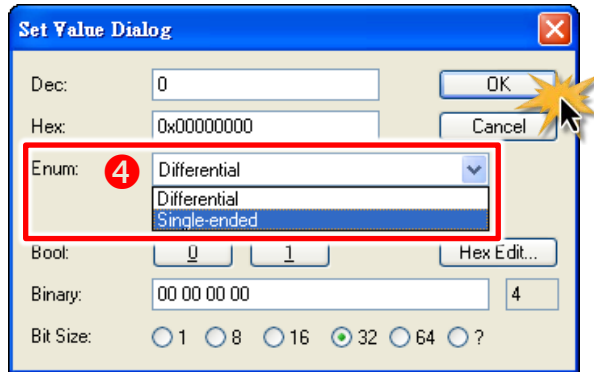 Set Value Dialog
Dec: 0 OK
Hex: 0x00000000 Cancel
Enum: 4 Differential
Differential
Single-ended
Bool: 0 1 Hex Edit...
Binary: 00 00 00 00 4
Bit Size: 1 8 16 32 64 ?